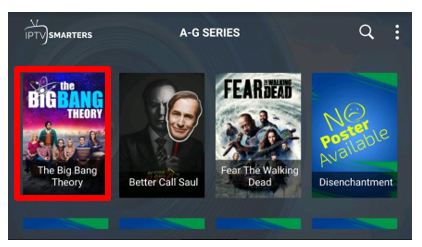 IPTV SMARTERS
A-G SERIES
the
BIG BANG
THEORY
The Big Bang
Theory
Better Call Saul
FEAR THE WALKING DEAD
Fear The Walking
Dead
NO
Poster
Available
Disenchantment